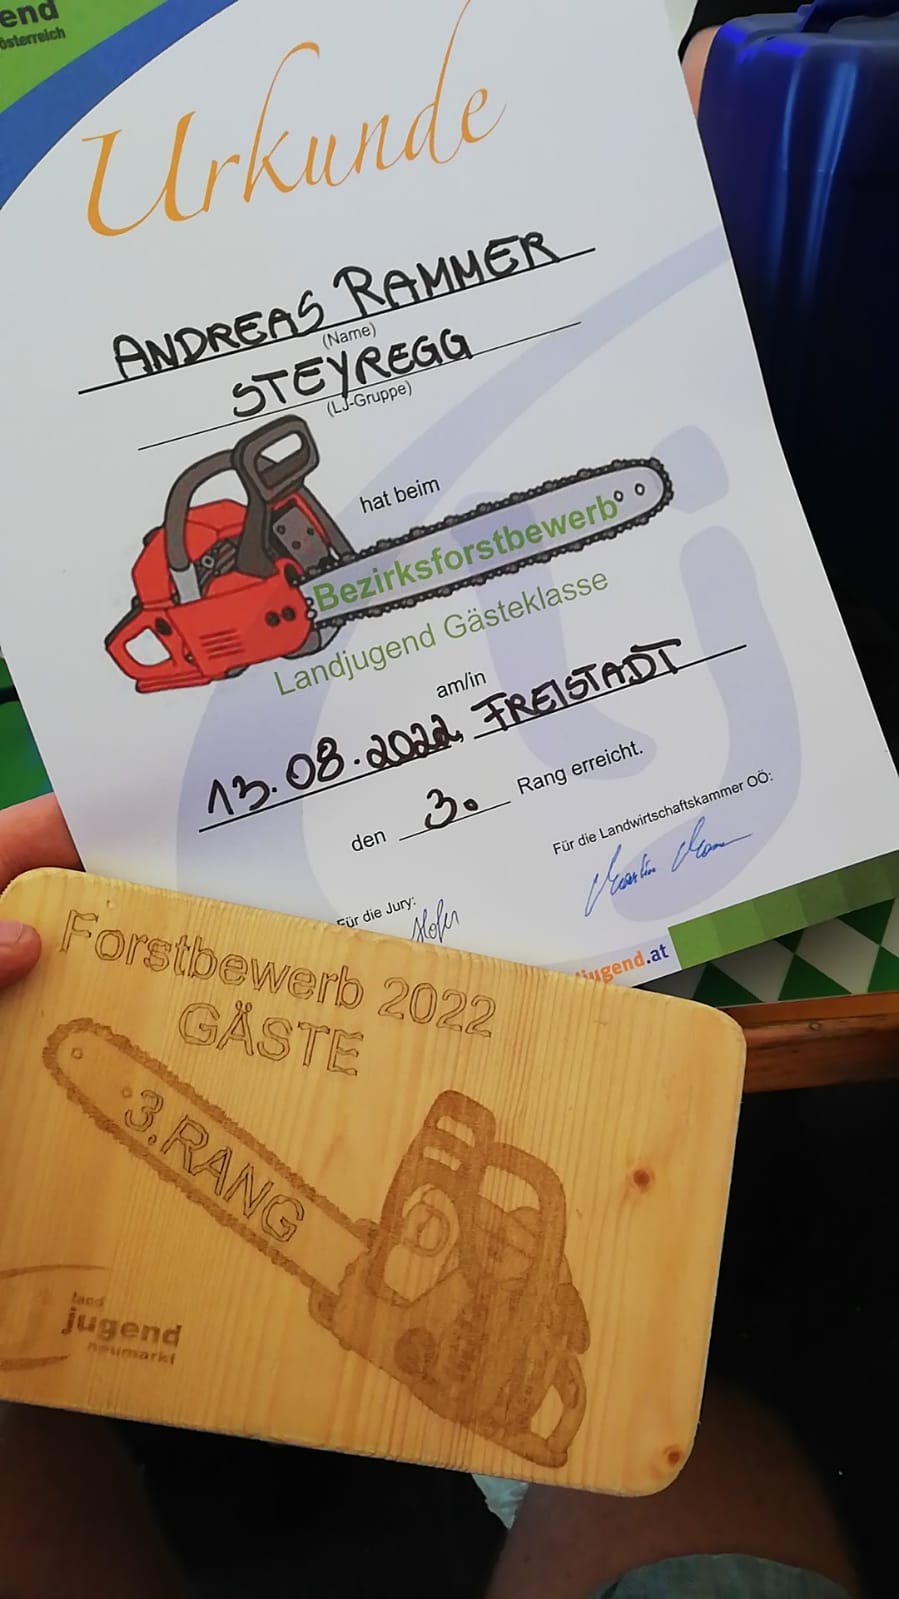 end
österreich
Urkunde
ANDREAS RAMMER
(Name)
STEYREGG
(LJ-Gruppe)
hat beim
Bezirksforstbewerb
Landjugend Gästeklasse
am/in
13.08.2022, FREISTADT
den 3. Rang erreicht.
Für die Landwirtschaftskammer OÖ:
Für die Jury:
Hofer
jugend.at
Forstbewerb 2022
GÄSTE
3. RANG
land
jugend
neumarkt